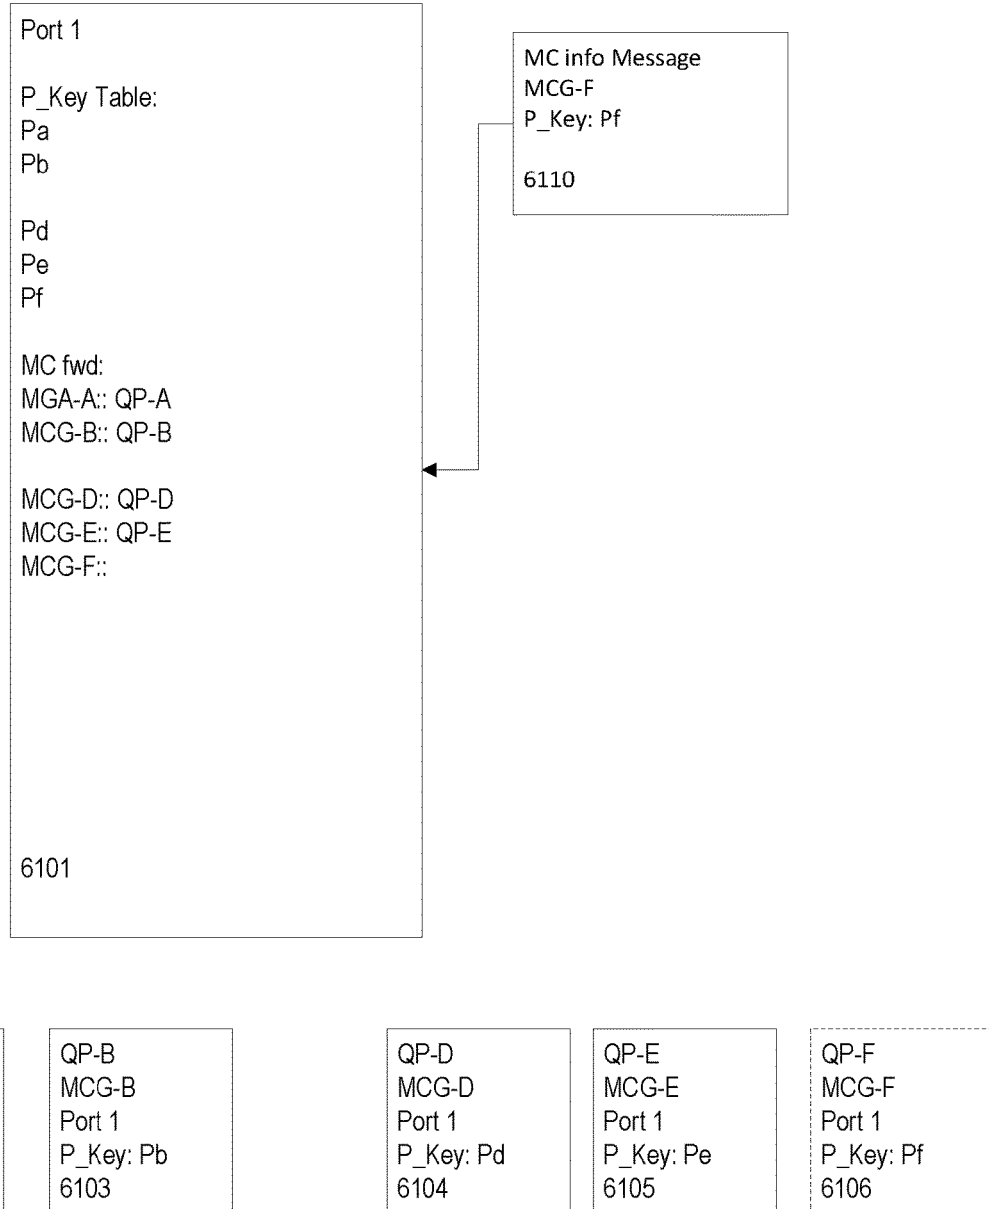 Port 1
P_Key Table:
Pa
Pb
Pd
Pe
Pf
MC fwd:
MGA-A:: QP-A
MCG-B:: QP-B
MCG-D:: QP-D
MCG-E:: QP-E
MCG-F::
6101
MC info Message
MCG-F
P_Key: Pf
6110
QP-B
MCG-B
Port 1
P_Key: Pb
6103
QP-D
MCG-D
Port 1
P_Key: Pd
6104
QP-E
MCG-E
Port 1
P_Key: Pe
6105
QP-F
MCG-F
Port 1
P_Key: Pf
6106